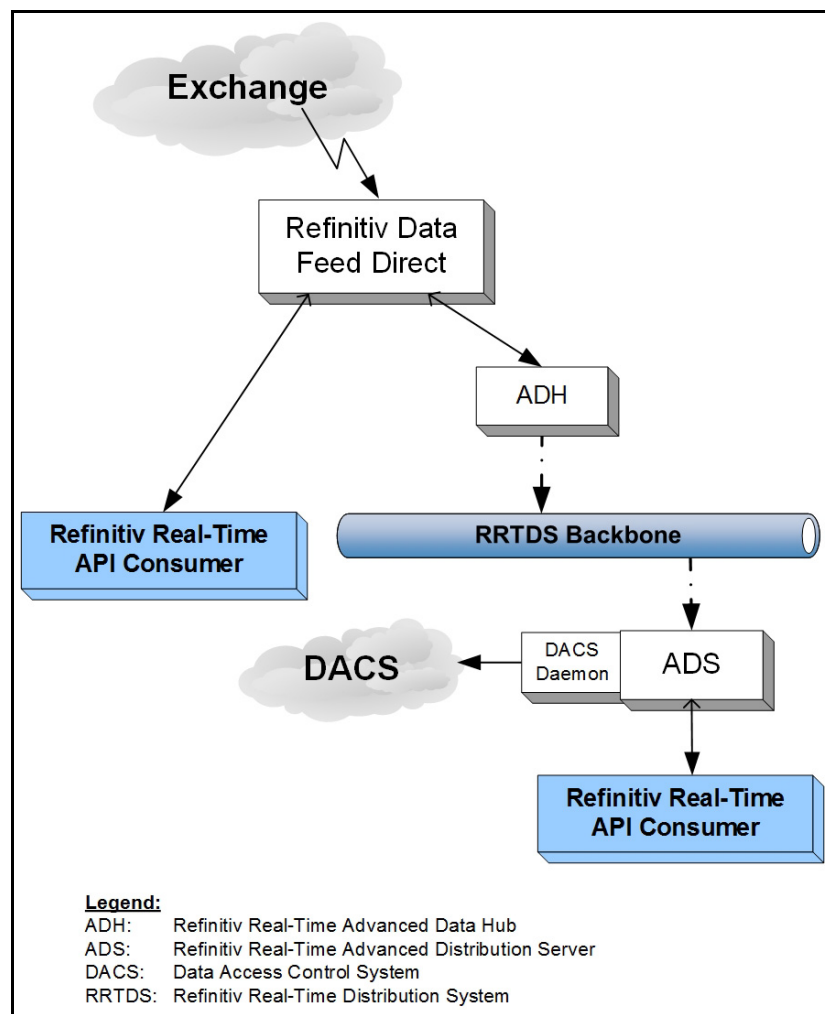 Exchange
Refinitiv Data
Feed Direct
ADH
Refinitiv Real-Time
API Consumer
RRTDS Backbone
DACS
DACS
Daemon
ADS
Refinitiv Real-Time
API Consumer
Legend:
ADH: Refinitiv Real-Time Advanced Data Hub
ADS: Refinitiv Real-Time Advanced Distribution Server
DACS: Data Access Control System
RRTDS: Refinitiv Real-Time Distribution System